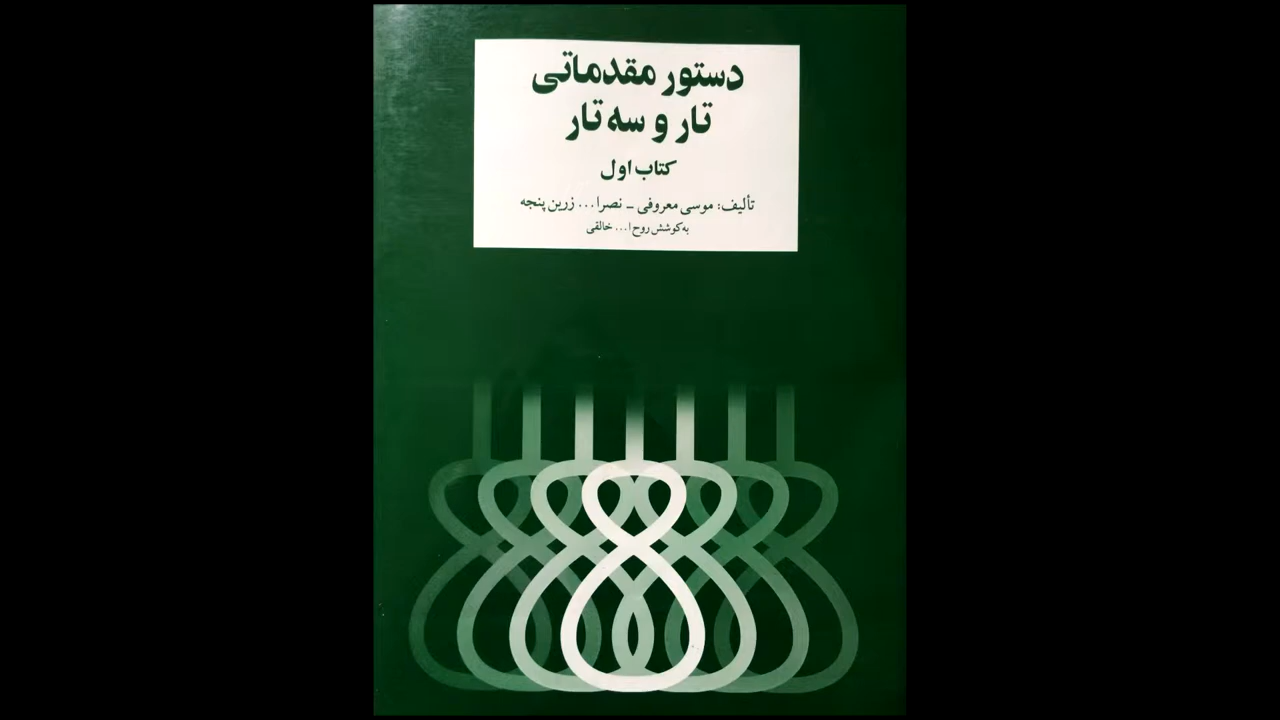 دستور مقدماتی
تار و سه تار
کتاب اول
تألیف: موسی معروفی ـ نصرا... زرین پنجه
به کوشش روح ا... خالقی